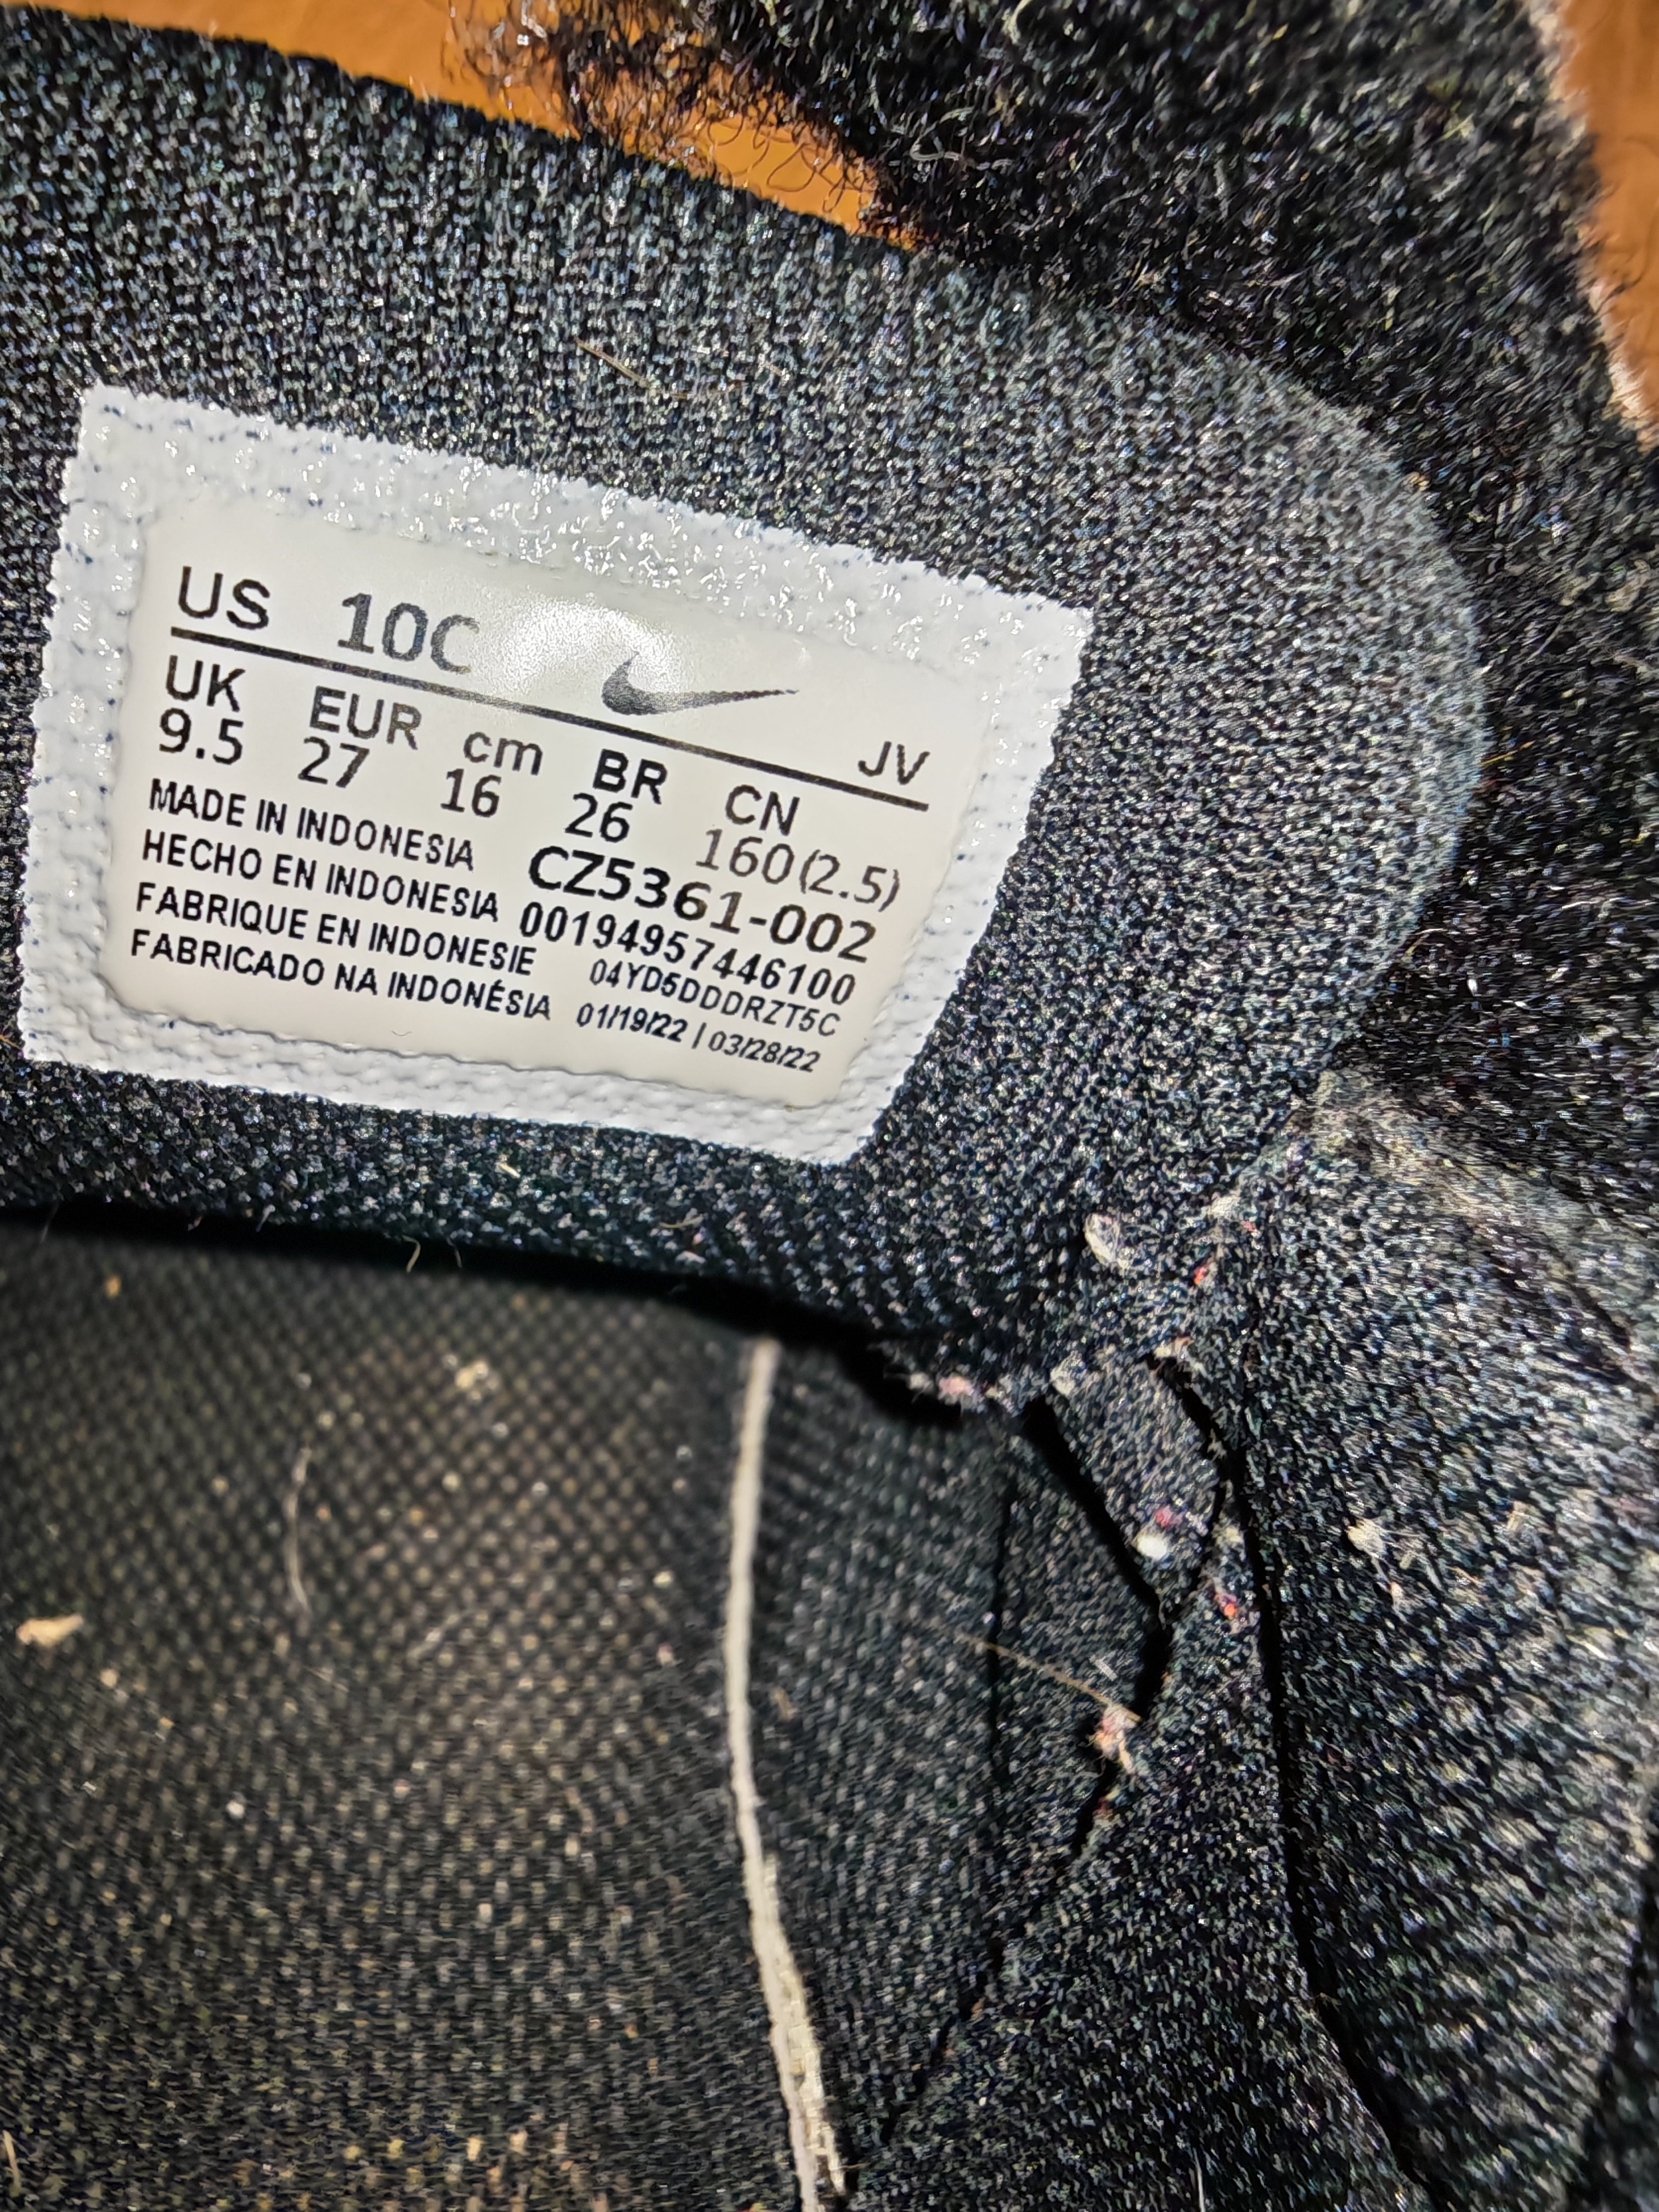 US 10C
JV
UK EUR cm BR CN
9.5 27 16 26 160(2.5)
MADE IN INDONESIA
HECHO EN INDONESIA
FABRIQUE EN INDONESIE
FABRICADO NA INDONÉSIA
CZ5361-002
00194957446100
04YD5DDDRZT5C
01/19/22 | 03/28/22